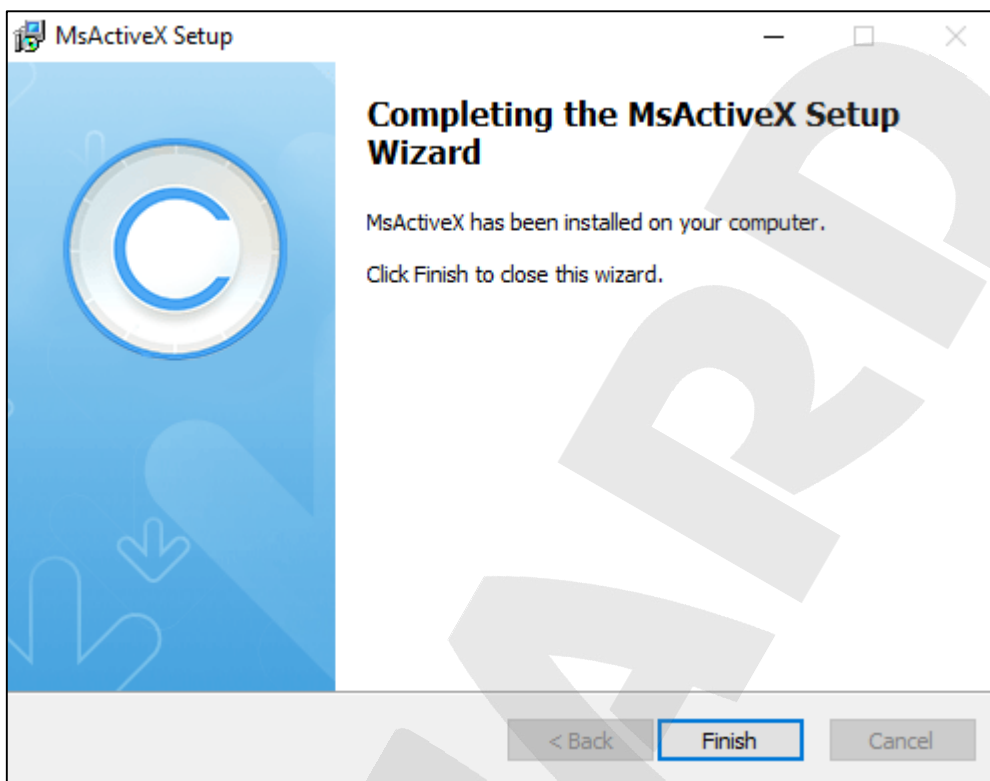 MsActiveX Setup
Completing the MsActiveX Setup
Wizard
MsActiveX has been installed on your computer.
Click Finish to close this wizard.
< Back
Finish
Cancel